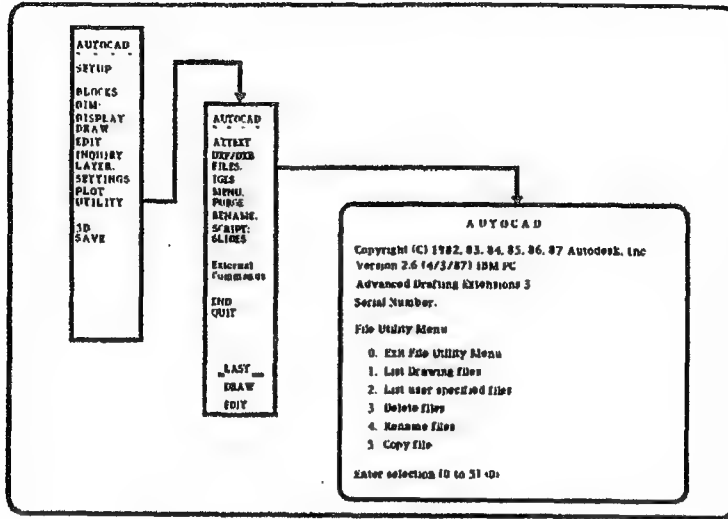 AUTOCAD
* * * *
SETUP
BLOCKS
DIM:
DISPLAY
DRAW
EDIT
INQUIRY
LAYER.
SETTINGS
PLOT
UTILITY
3D
SAVE
AUTOCAD
* * * *
ATTEXT
DXF/DXB
FILES.
IGES
MENU.
PURGE
RENAME.
SCRIPT:
SLIDES
External
Commands
END
QUIT
__LAST__
DRAW
EDIT
AUTOCAD
Copyright (C) 1982, 83, 84, 85, 86, 87 Autodesk, Inc
Version 2.6 (4/3/87) IBM PC
Advanced Drafting Extensions 3
Serial Number.
File Utility Menu
0. Exit File Utility Menu
1. List Drawing files
2. List user specified files
3 Delete files
4. Rename files
5 Copy file
Enter selection (0 to 5) <0>